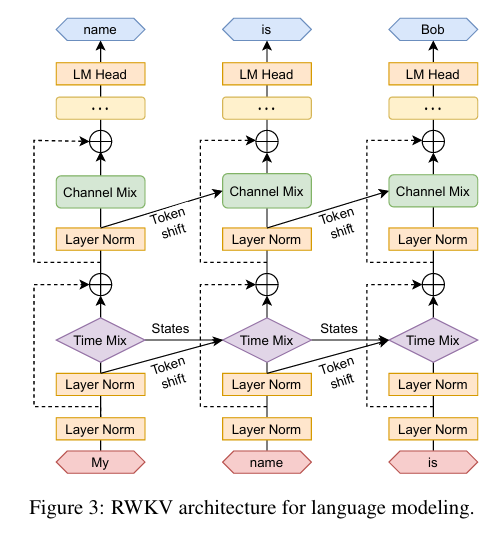 name is Bob
LM Head LM Head LM Head
... ... ...
Channel Mix Channel Mix Channel Mix
Token shift Token shift
Layer Norm Layer Norm Layer Norm
Time Mix States Time Mix States Time Mix
Token shift Token shift
Layer Norm Layer Norm Layer Norm
Layer Norm Layer Norm Layer Norm
My name is
Figure 3: RWKV architecture for language modeling.